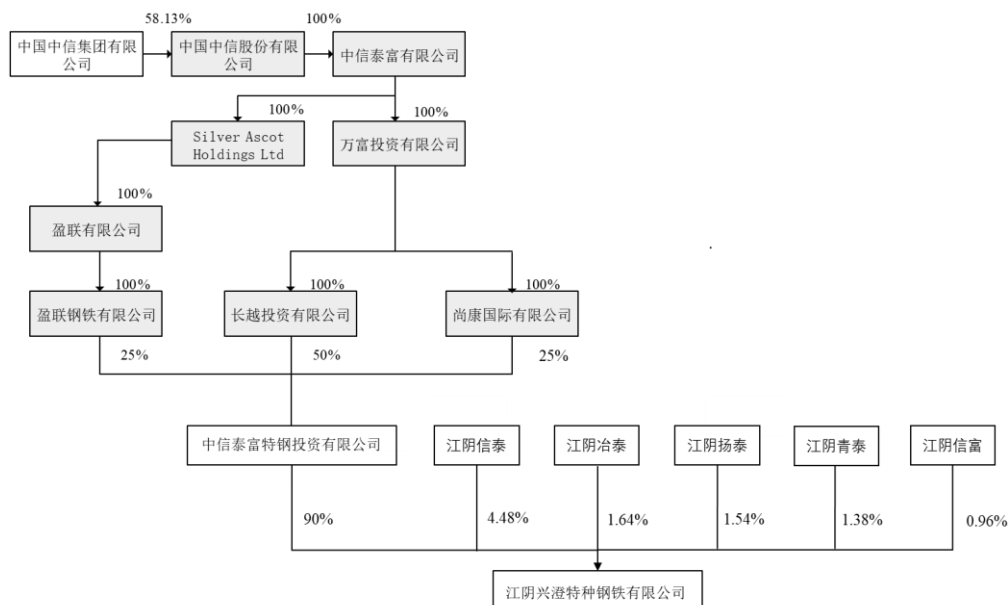 58.13%
100%
中国中信集团有限
公司
中国中信股份有限
公司
中信泰富有限公司
100%
100%
Silver Ascot
Holdings Ltd
万富投资有限公司
100%
盈联有限公司
100%
100%
100%
盈联钢铁有限公司
长越投资有限公司
尚康国际有限公司
25%
50%
25%
中信泰富特钢投资有限公司
江阴信泰
江阴冶泰
江阴扬泰
江阴青泰
江阴信富
90%
4.48%
1.64%
1.54%
1.38%
0.96%
江阴兴澄特种钢铁有限公司